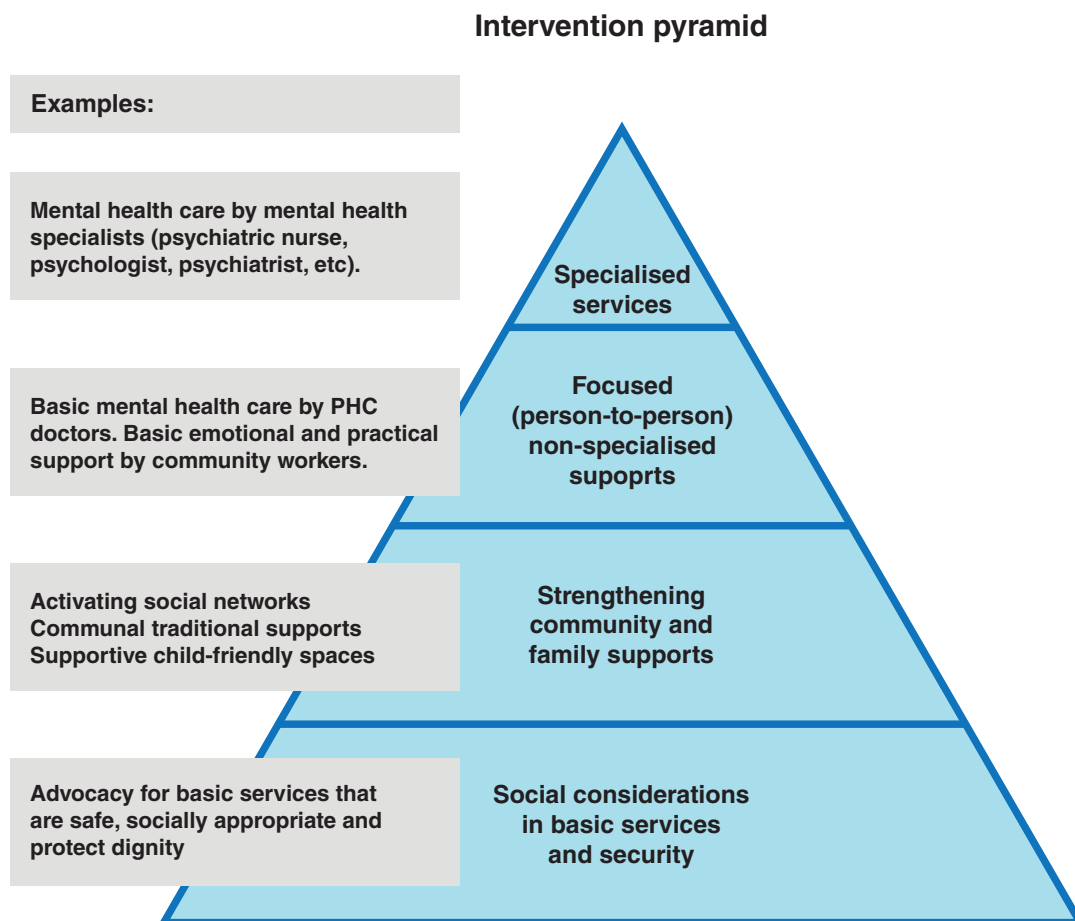 Intervention pyramid
Examples:
Mental health care by mental health
specialists (psychiatric nurse,
psychologist, psychiatrist, etc).
Specialised
services
Basic mental health care by PHC
doctors. Basic emotional and practical
support by community workers.
Focused
(person-to-person)
non-specialised
supoprts
Activating social networks
Communal traditional supports
Supportive child-friendly spaces
Strengthening
community and
family supports
Advocacy for basic services that
are safe, socially appropriate and
protect dignity
Social considerations
in basic services
and security